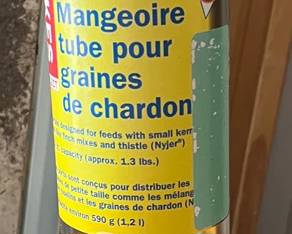 Mangeoire
tube pour
graines
de chardon
designed for feeds with small kern
finch mixes and thistle (Nyjer®)
capacity (approx. 1.3 lbs.)
sont conçus pour distribuer les
de petite taille comme les mélang
et les graines de chardon (N
environ 590 g (1,2 l)